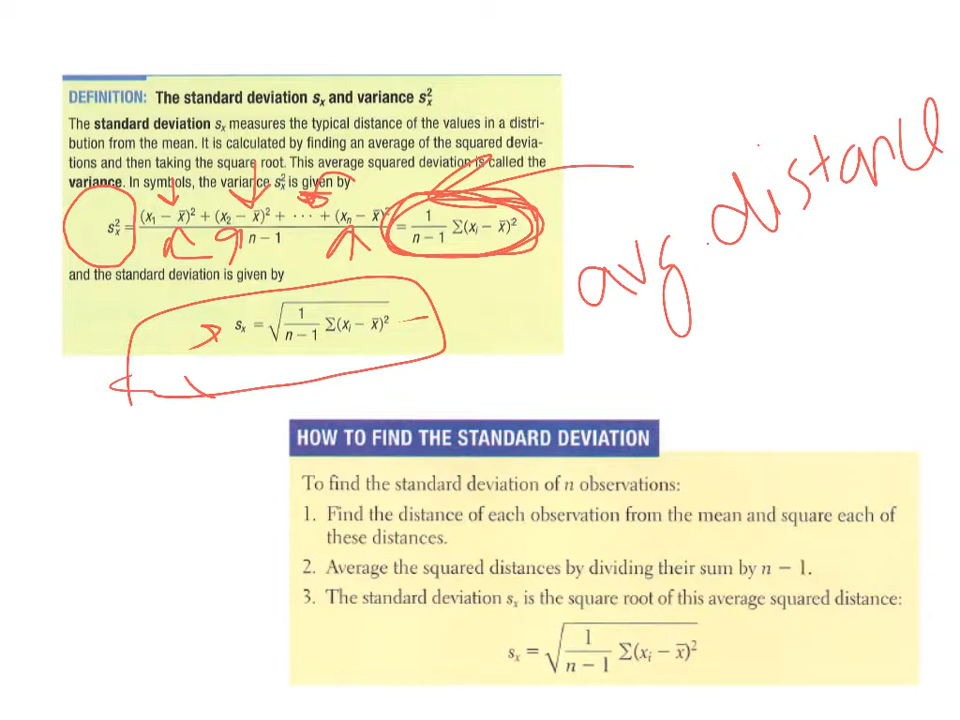 DEFINITION: The standard deviation sₓ and variance sₓ²
The standard deviation sₓ measures the typical distance of the values in a distri-
bution from the mean. It is calculated by finding an average of the squared devia-
tions and then taking the square root. This average squared deviation is called the
variance. In symbols, the variance sₓ² is given by
sₓ² = ((x₁ − x̄)² + (x₂ − x̄)² + ··· + (xₙ − x̄)²) / (n − 1) = 1/(n − 1) Σ(xᵢ − x̄)²
and the standard deviation is given by
sₓ = √(1/(n − 1) Σ(xᵢ − x̄)²)
avg. distance
HOW TO FIND THE STANDARD DEVIATION
To find the standard deviation of n observations:
1. Find the distance of each observation from the mean and square each of
these distances.
2. Average the squared distances by dividing their sum by n − 1.
3. The standard deviation sₓ is the square root of this average squared distance:
sₓ = √(1/(n − 1) Σ(xᵢ − x̄)²)